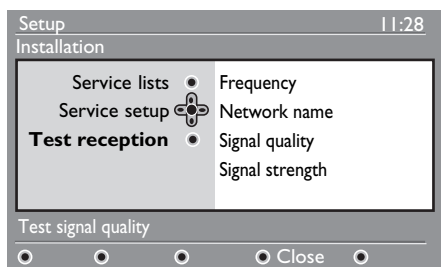 Setup 11:28
Installation
Service lists Frequency
Service setup Network name
Test reception Signal quality
Signal strength
Test signal quality
Close